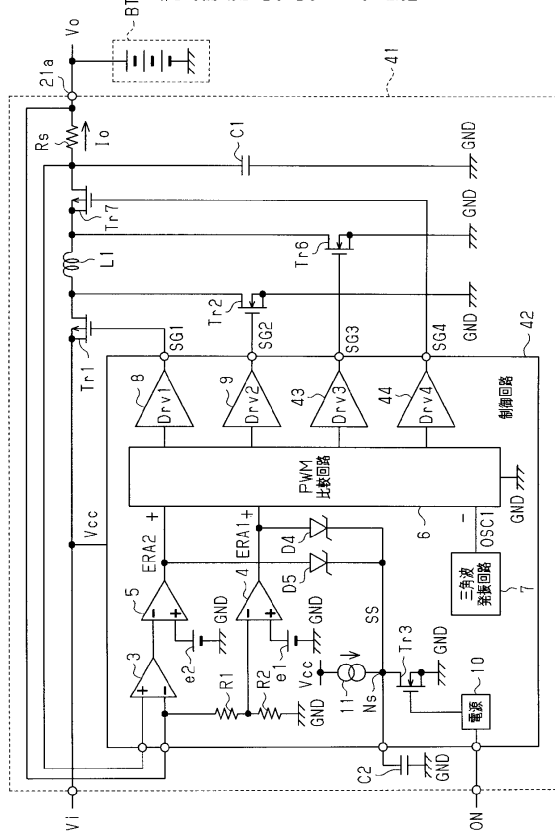 Vi
Vo
21a
BT
Rs
Io
41
Tr7
L1
Tr1
C1
GND
Tr6
GND
Tr2
GND
Vcc
SG1
SG2
SG3
SG4
8
Drv1
9
Drv2
43
Drv3
44
Drv4
42
制御回路
PWM
比較回路
6
GND
+
+
-
ERA2
ERA1
OSC1
三角波
発振回路
7
5
-
+
e2
GND
4
-
+
e1
GND
D4
D5
SS
3
+
-
R1
R2
GND
Vcc
11
Ns
Tr3
GND
10
電源
C2
GND
ON